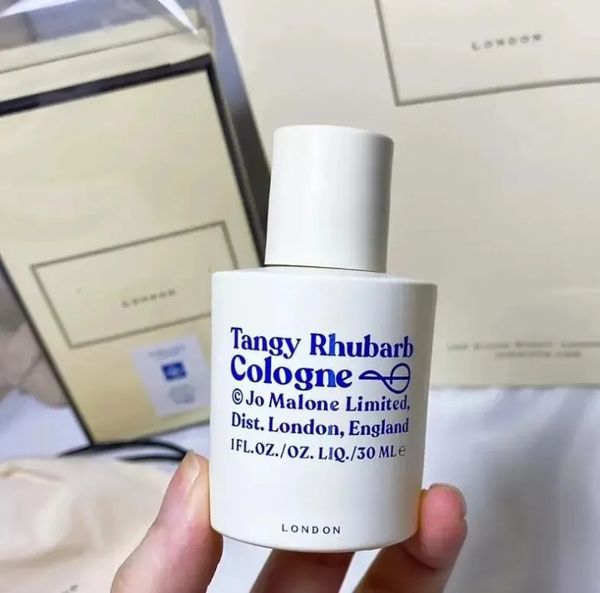 LONDON
LONDON
Tangy Rhubarb
Cologne
© Jo Malone Limited,
Dist. London, England
1FL.OZ./OZ. LIQ./30 ML e
LONDON